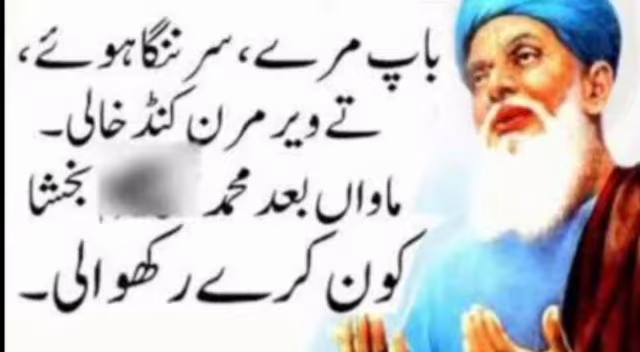 باپ مرے، سر ننگا ہوئے،
تے ویر مرن کنڈ خالی۔
ماواں بعد محمد بخشا
کون کرے رکھوالی۔